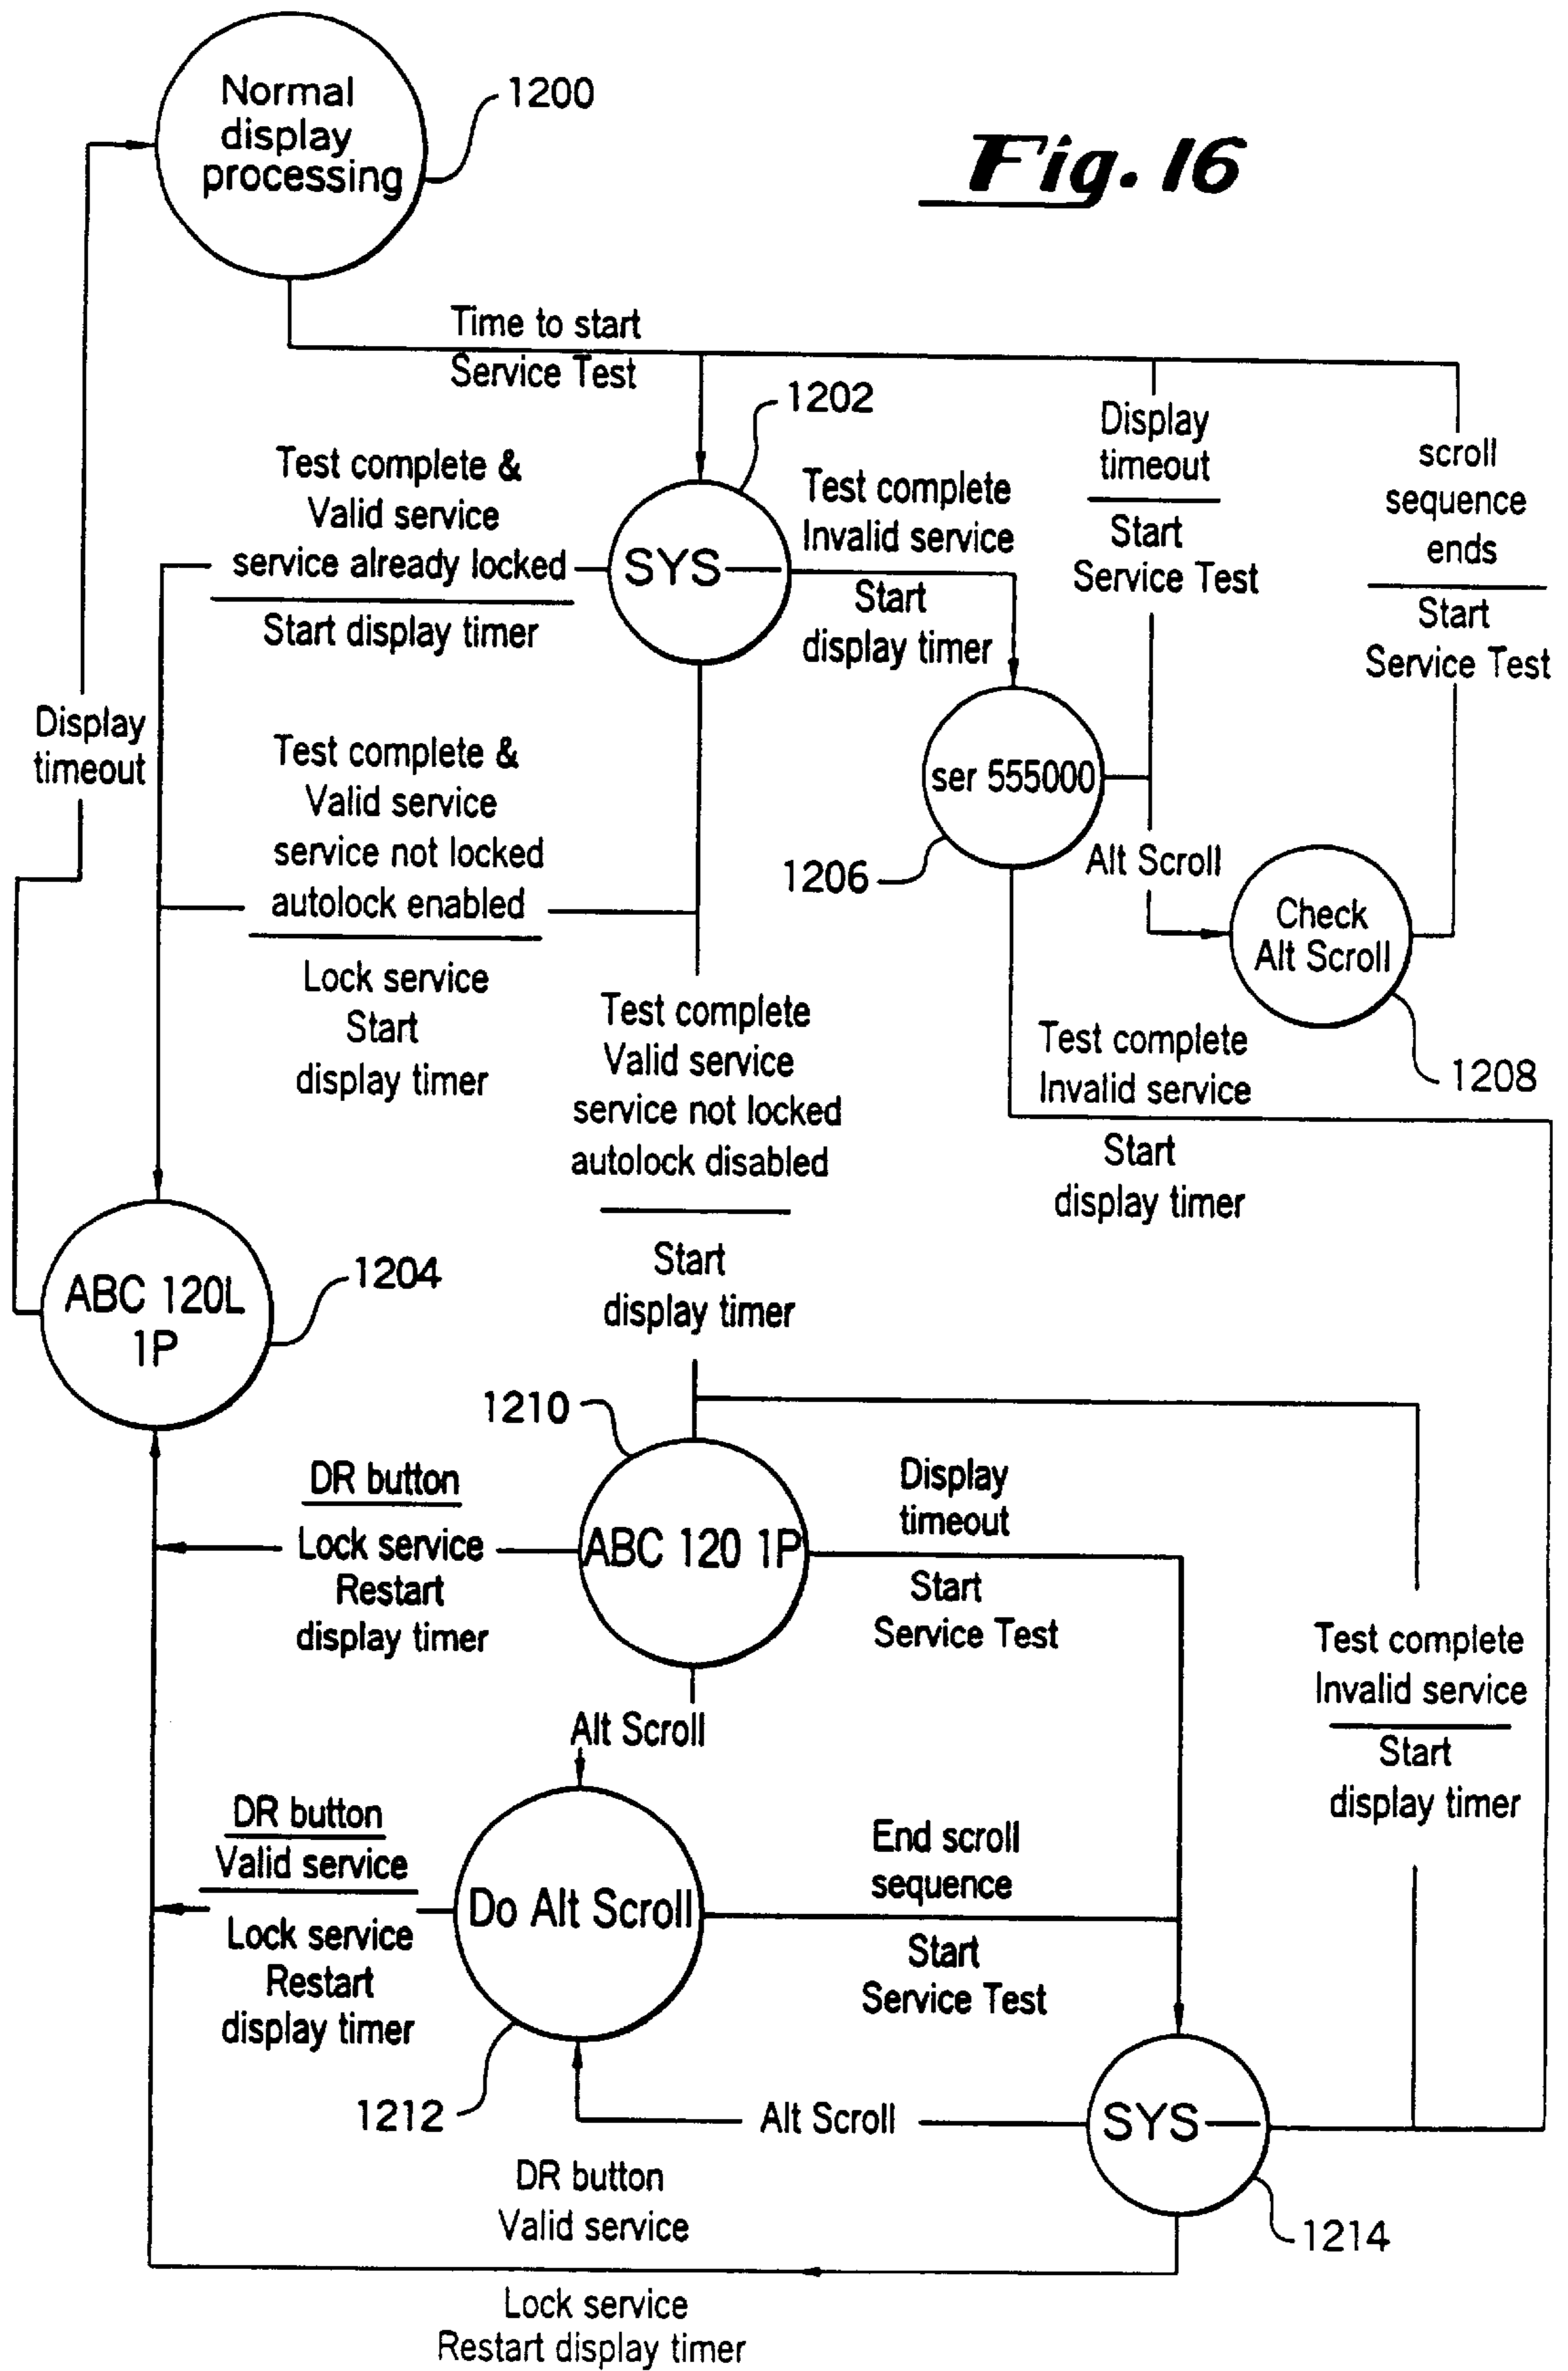 Normal
display
processing
1200
Fig. 16
Time to start
Service Test
1202
Display
timeout
Start
Service Test
scroll
sequence
ends
Start
Service Test
Test complete &
Valid service
service already locked
Start display timer
SYS—
Test complete
Invalid service
Start
display timer
Display
timeout
Test complete &
Valid service
service not locked
autolock enabled
Lock service
Start
display timer
ser 555000
1206
Alt Scroll
Check
Alt Scroll
1208
Test complete
Valid service
service not locked
autolock disabled
Start
display timer
Test complete
Invalid service
Start
display timer
ABC 120L
1P
1204
1210
DR button
Lock service
Restart
display timer
ABC 120 1P
Display
timeout
Start
Service Test
Test complete
Invalid service
Start
display timer
Alt Scroll
DR button
Valid service
Lock service
Restart
display timer
Do Alt Scroll
End scroll
sequence
Start
Service Test
1212
Alt Scroll
SYS—
1214
DR button
Valid service
Lock service
Restart display timer